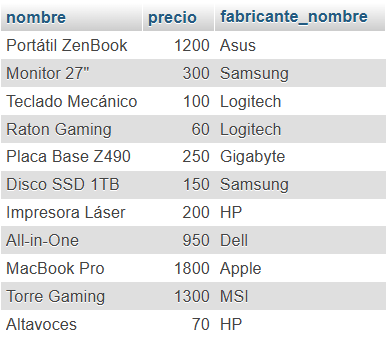 nombre precio fabricante_nombre
Portátil ZenBook 1200 Asus
Monitor 27" 300 Samsung
Teclado Mecánico 100 Logitech
Raton Gaming 60 Logitech
Placa Base Z490 250 Gigabyte
Disco SSD 1TB 150 Samsung
Impresora Láser 200 HP
All-in-One 950 Dell
MacBook Pro 1800 Apple
Torre Gaming 1300 MSI
Altavoces 70 HP